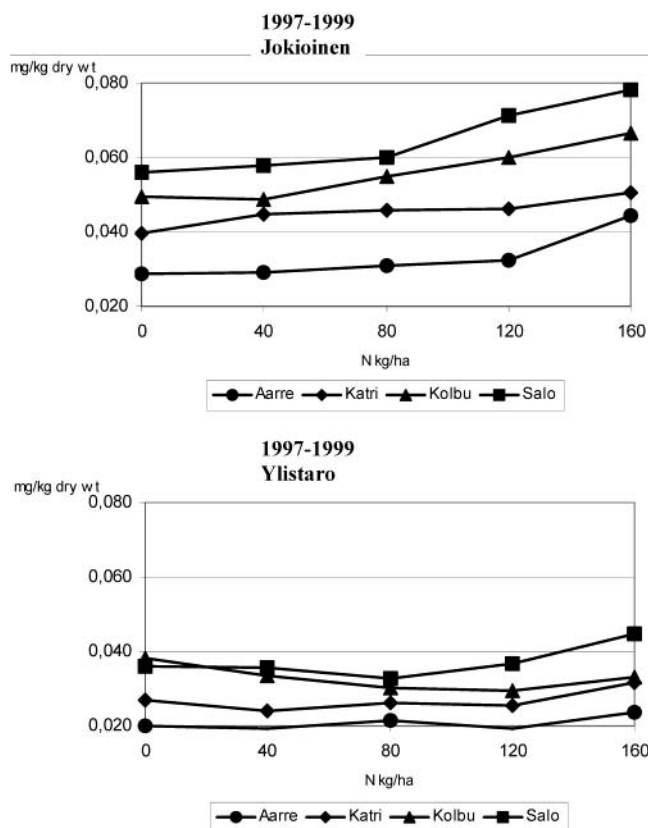 1997-1999
Jokioinen
mg/kg dry wt
0,080
0,060
0,040
0,020
0 40 80 120 160
N kg/ha
Aarre Katri Kolbu Salo
1997-1999
Ylistaro
mg/kg dry wt
0,080
0,060
0,040
0,020
0 40 80 120 160
N kg/ha
Aarre Katri Kolbu Salo